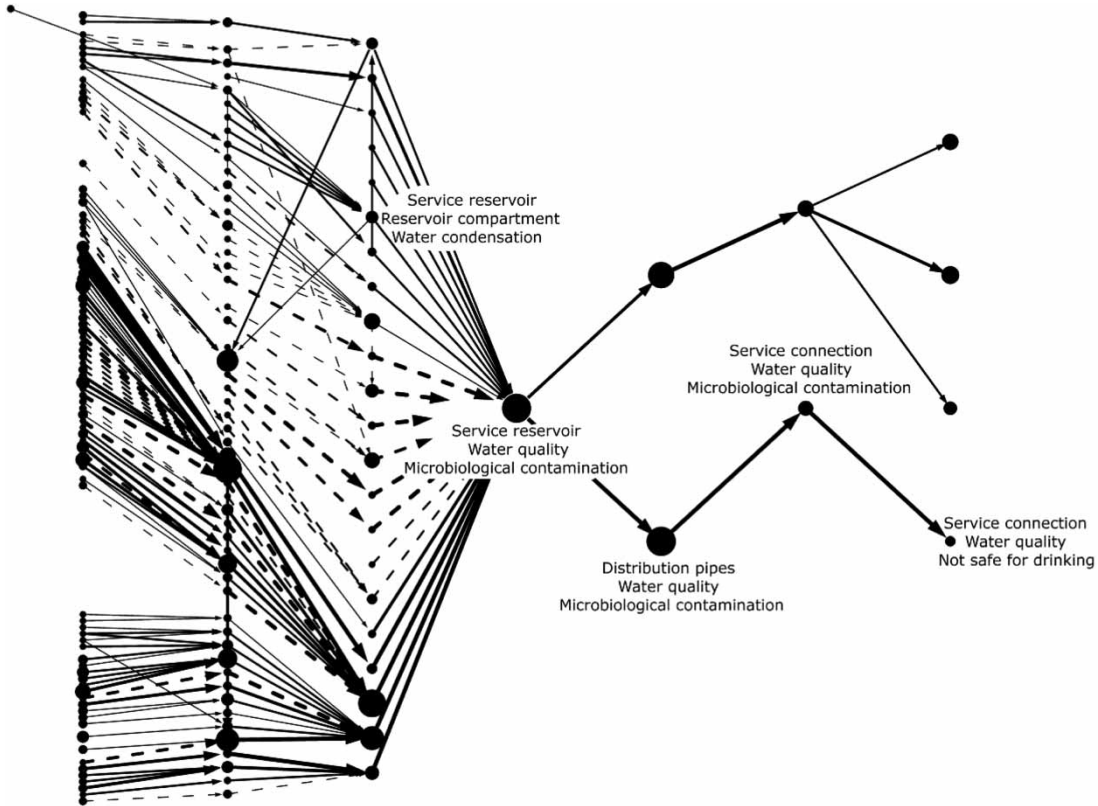 Service reservoir
Reservoir compartment
Water condensation
Service reservoir
Water quality
Microbiological contamination
Service connection
Water quality
Microbiological contamination
Distribution pipes
Water quality
Microbiological contamination
Service connection
Water quality
Not safe for drinking